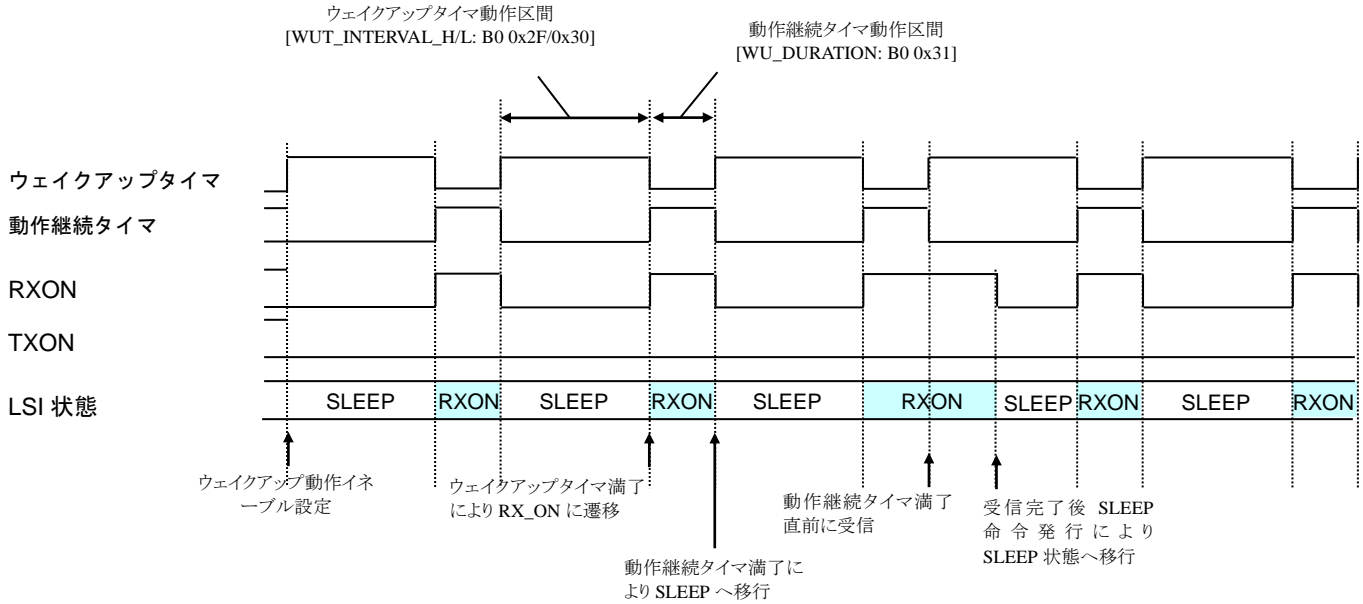 ウェイクアップタイマ動作区間
[WUT_INTERVAL_H/L: B0 0x2F/0x30]
動作継続タイマ動作区間
[WU_DURATION: B0 0x31]
ウェイクアップタイマ
動作継続タイマ
RXON
TXON
LSI 状態
SLEEP RXON SLEEP RXON SLEEP RXON SLEEP RXON SLEEP RXON
ウェイクアップ動作イネ
ーブル設定
ウェイクアップタイマ満了
により RX_ON に遷移
動作継続タイマ満了に
より SLEEP へ移行
動作継続タイマ満了
直前に受信
受信完了後 SLEEP
命令発行により
SLEEP 状態へ移行